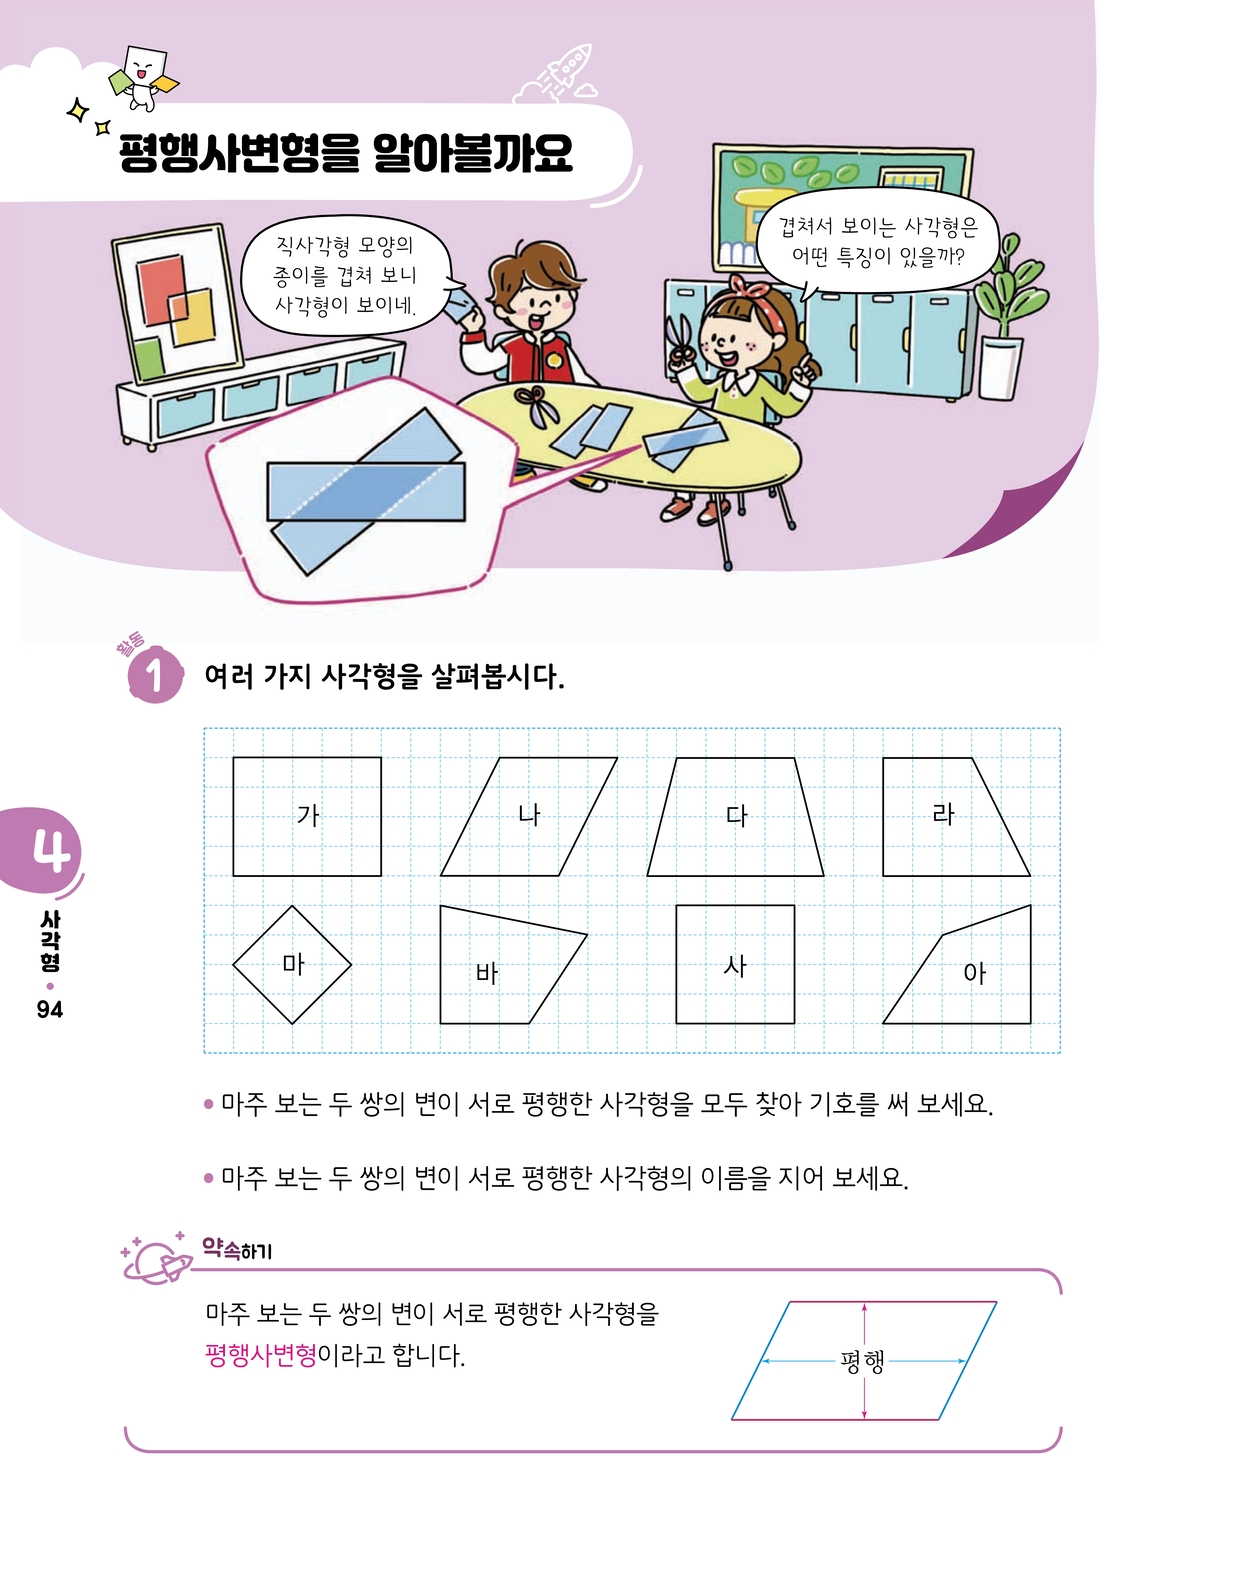 평행사변형을 알아볼까요
직사각형 모양의
종이를 겹쳐 보니
사각형이 보이네.
겹쳐서 보이는 사각형은
어떤 특징이 있을까?
활동
1 여러 가지 사각형을 살펴봅시다.
가 나 다 라
마 바 사 아
4
사각형
94
마주 보는 두 쌍의 변이 서로 평행한 사각형을 모두 찾아 기호를 써 보세요.
마주 보는 두 쌍의 변이 서로 평행한 사각형의 이름을 지어 보세요.
약속하기
마주 보는 두 쌍의 변이 서로 평행한 사각형을
평행사변형이라고 합니다.
평행